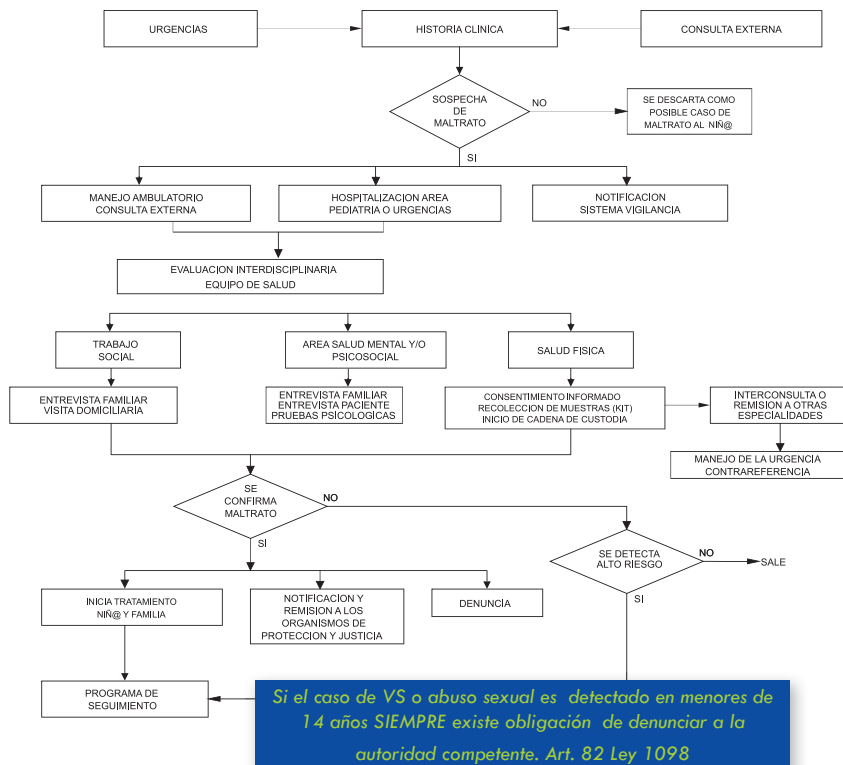 URGENCIAS
HISTORIA CLINICA
CONSULTA EXTERNA
SOSPECHA
DE
MALTRATO
NO
SE DESCARTA COMO
POSIBLE CASO DE
MALTRATO AL NIÑ@
SI
MANEJO AMBULATORIO
CONSULTA EXTERNA
HOSPITALIZACION AREA
PEDIATRIA O URGENCIAS
NOTIFICACION
SISTEMA VIGILANCIA
EVALUACION INTERDISCIPLINARIA
EQUIPO DE SALUD
TRABAJO
SOCIAL
AREA SALUD MENTAL Y/O
PSICOSOCIAL
SALUD FISICA
ENTREVISTA FAMILIAR
VISITA DOMICILIARIA
ENTREVISTA FAMILIAR
ENTREVISTA PACIENTE
PRUEBAS PSICOLOGICAS
CONSENTIMIENTO INFORMADO
RECOLECCION DE MUESTRAS (KIT)
INICIO DE CADENA DE CUSTODIA
INTERCONSULTA O
REMISION A OTRAS
ESPECIALIDADES
MANEJO DE LA URGENCIA
CONTRAREFERENCIA
SE
CONFIRMA
MALTRATO
NO
SI
SE DETECTA
ALTO RIESGO
NO
SALE
SI
INICIA TRATAMIENTO
NIÑ@ Y FAMILIA
NOTIFICACION Y
REMISION A LOS
ORGANISMOS DE
PROTECCION Y JUSTICIA
DENUNCIA
PROGRAMA DE
SEGUIMIENTO
Si el caso de VS o abuso sexual es detectado en menores de
14 años SIEMPRE existe obligación de denunciar a la
autoridad competente. Art. 82 Ley 1098